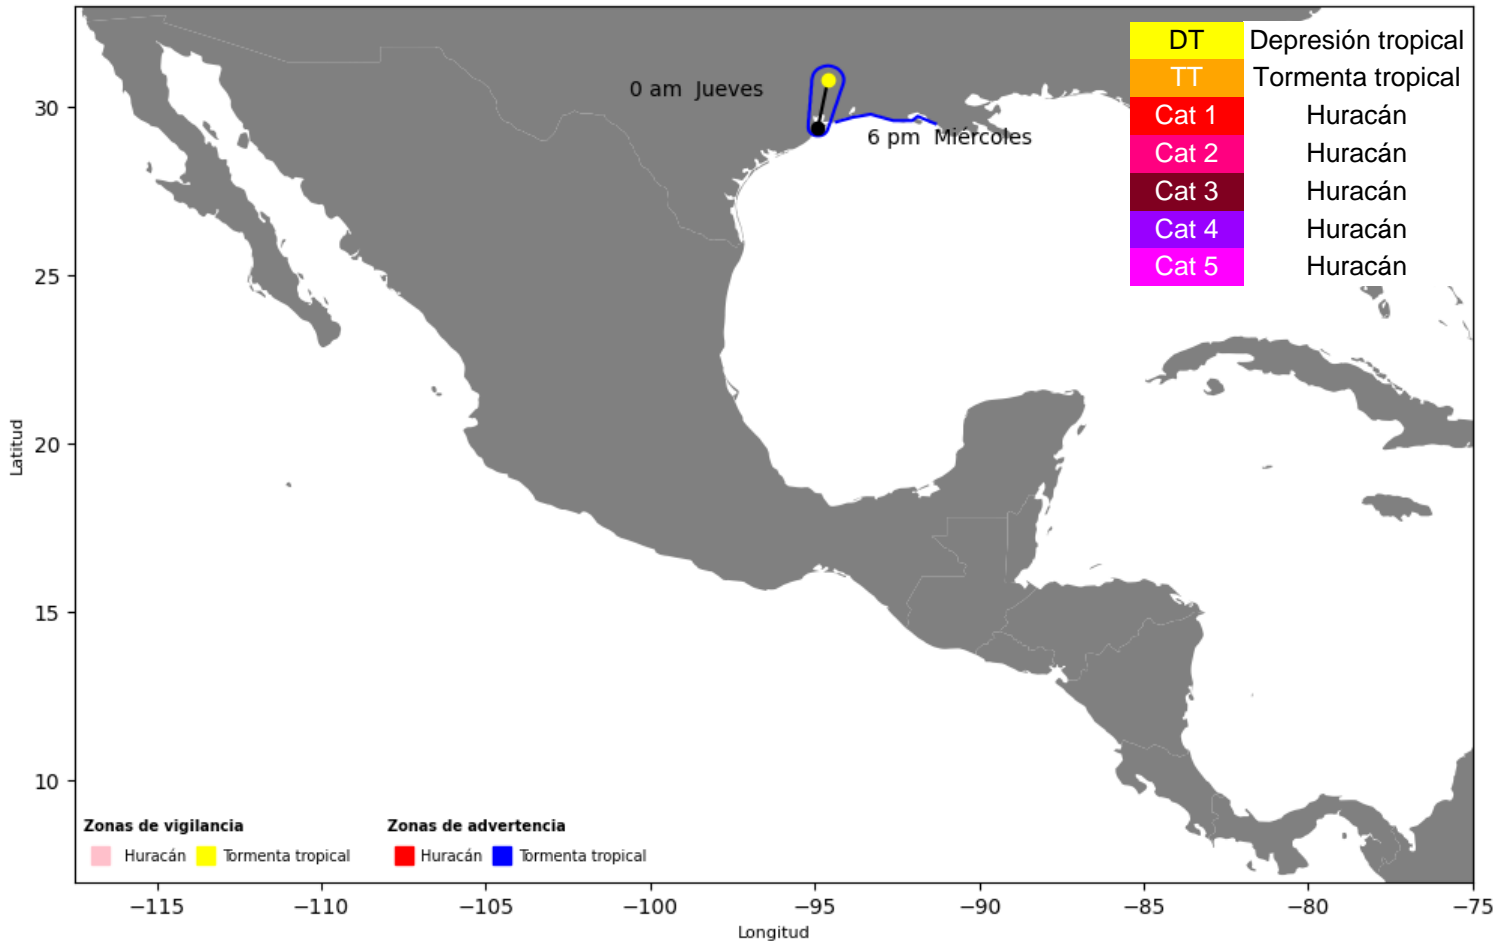 DT Depresión tropical
TT Tormenta tropical
Cat 1 Huracán
Cat 2 Huracán
Cat 3 Huracán
Cat 4 Huracán
Cat 5 Huracán
0 am Jueves
6 pm Miércoles
30
25
20
15
10
Latitud
Zonas de vigilancia
Huracán Tormenta tropical
Zonas de advertencia
Huracán Tormenta tropical
−115 −110 −105 −100 −95 −90 −85 −80 −75
Longitud